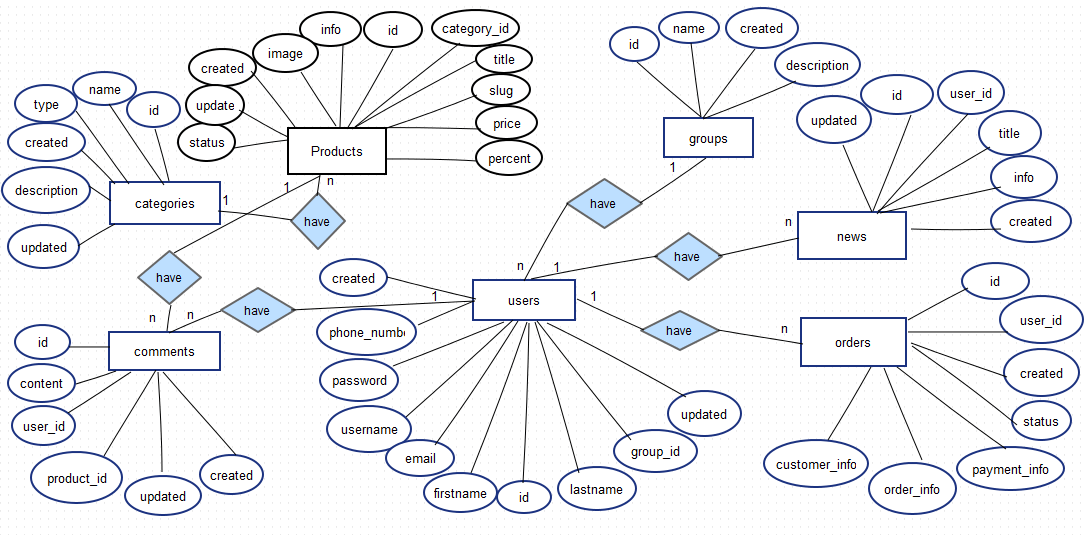 info
id
category_id
image
title
created
slug
update
price
status
percent
Products
type
name
id
created
description
updated
categories
1
1
n
have
have
n
n
have
1
id
name
created
description
groups
1
have
n
updated
id
user_id
title
info
created
news
n
have
1
created
phone_numb
password
username
email
firstname
id
lastname
group_id
updated
users
1
have
n
orders
id
user_id
created
status
payment_info
order_info
customer_info
comments
id
content
user_id
product_id
updated
created